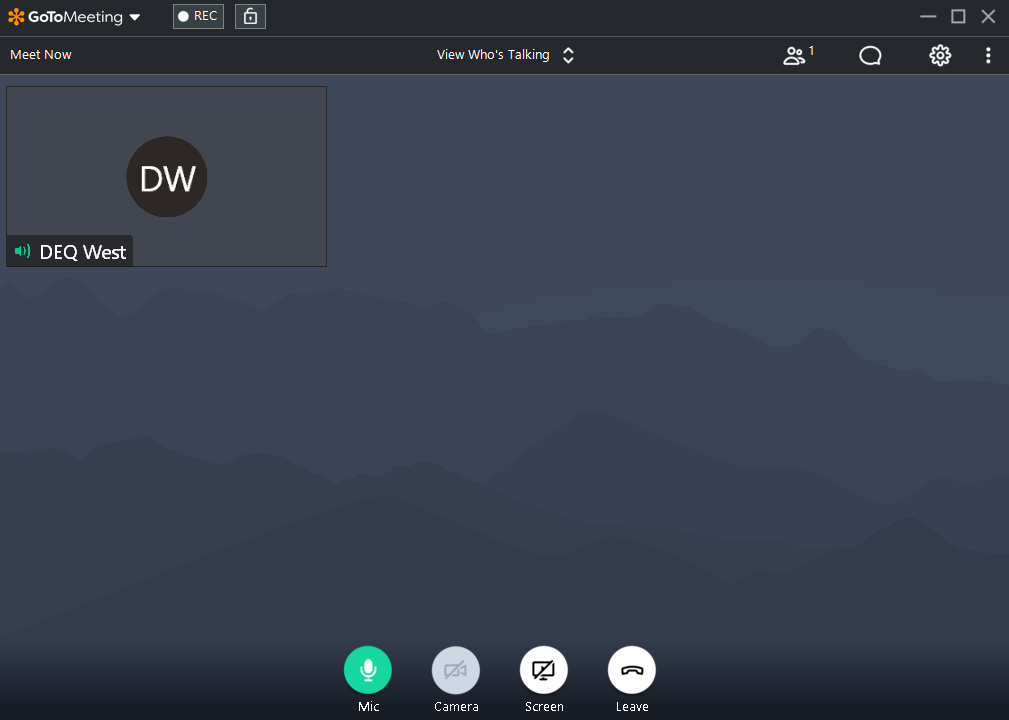 GoToMeeting
REC
Meet Now
View Who's Talking
1
DW
DEQ West
Mic
Camera
Screen
Leave